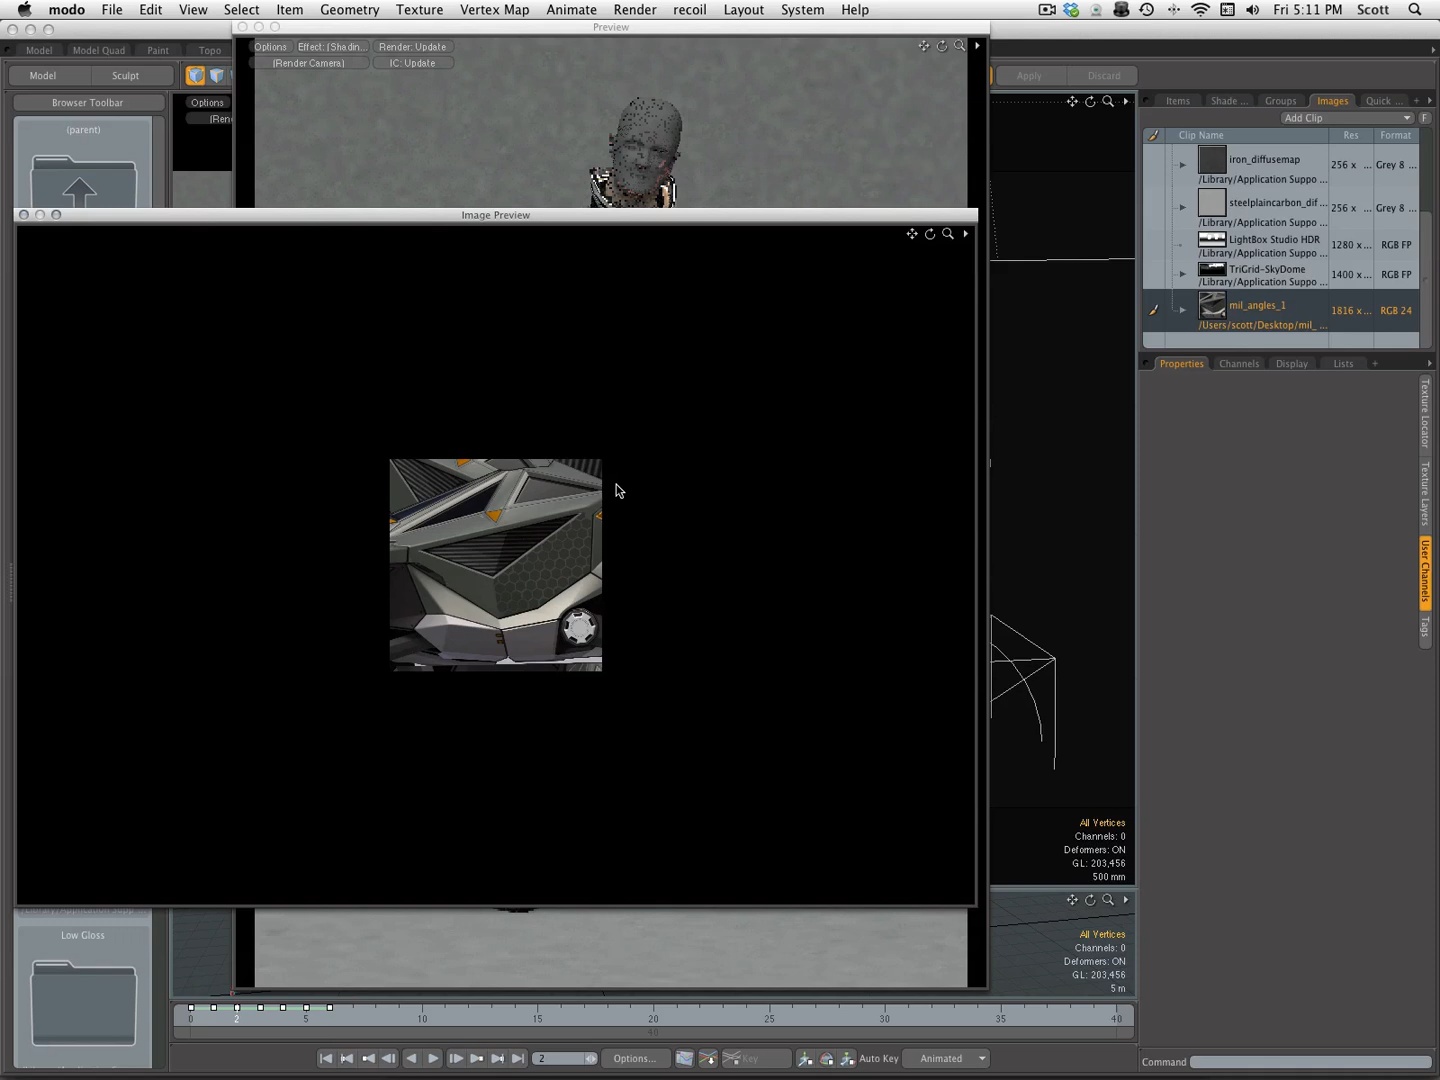 modo File Edit View Select Item Geometry Texture Vertex Map Animate Render recoil Layout System Help Fri 5:11 PM Scott
Preview
Model Model Quad Paint Topo
Options Effect: (Shadin... Render: Update
(Render Camera) IC: Update
Model Sculpt
Apply Discard
Browser Toolbar
Options
(Ren
(parent)
Items Shade ... Groups Images Quick ... +
Add Clip F
Clip Name Res Format
iron_diffusemap 256 x ... Grey 8 ...
/Library/Application Suppo ...
steelplaincarbon_dif ... 256 x ... Grey 8 ...
/Library/Application Suppo ...
LightBox Studio HDR 1280 x... RGB FP
/Library/Application Suppo ...
TriGrid-SkyDome 1400 x... RGB FP
/Library/Application Suppo ...
mil_angles_1 1816 x... RGB 24
/Users/scott/Desktop/mil_ ...
Image Preview
Properties Channels Display Lists +
Texture Locator
Texture Layers
User Channels
Tags
All Vertices
Channels: 0
Deformers: ON
GL: 203,456
500 mm
/Library/Application Supp ...
Low Gloss
All Vertices
Channels: 0
Deformers: ON
GL: 203,456
5 m
0 2 5 10 15 20 25 30 35 40
40
2 Options... Key Auto Key Animated
Command